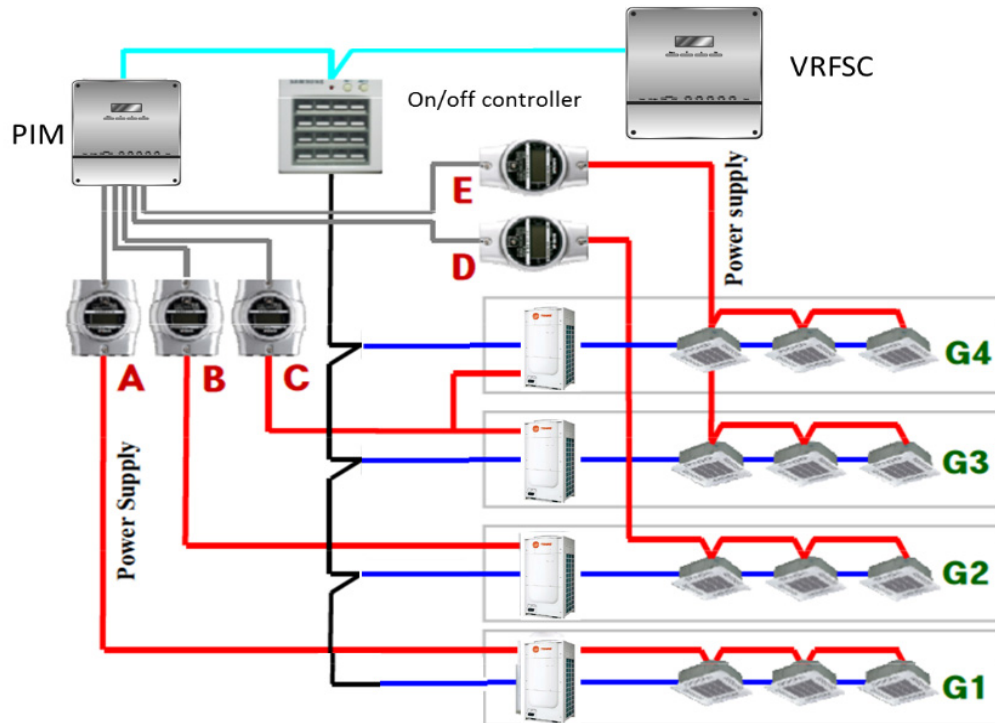 VRFSC
On/off controller
PIM
E
D
Power supply
A
B
C
G4
G3
Power Supply
G2
G1